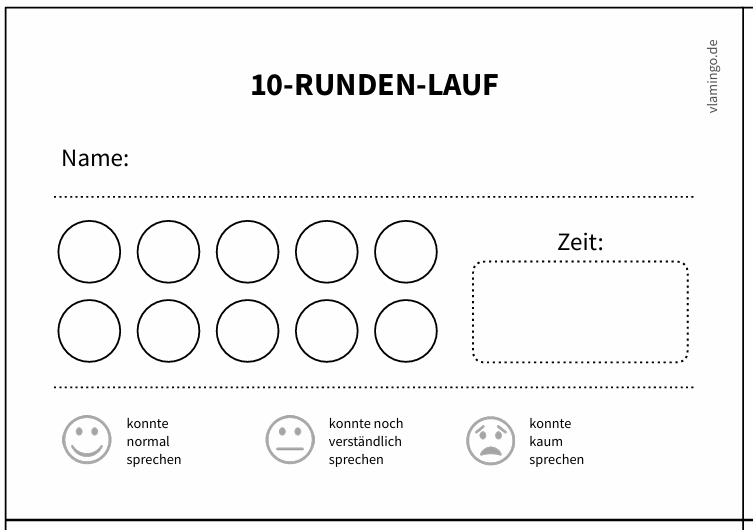 vlamingo.de
10-RUNDEN-LAUF
Name:
Zeit:
konnte
normal
sprechen
konnte noch
verständlich
sprechen
konnte
kaum
sprechen